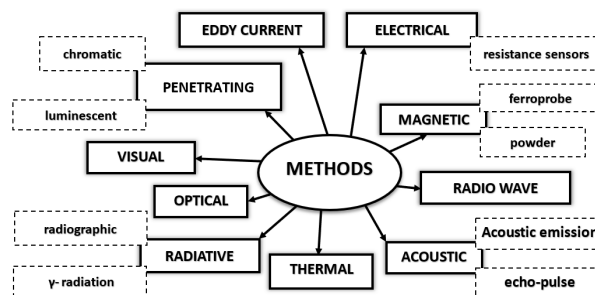 EDDY CURRENT
ELECTRICAL
chromatic
resistance sensors
PENETRATING
ferroprobe
luminescent
MAGNETIC
powder
VISUAL
METHODS
RADIO WAVE
OPTICAL
radiographic
Acoustic emission
RADIATIVE
ACOUSTIC
THERMAL
γ- radiation
echo-pulse